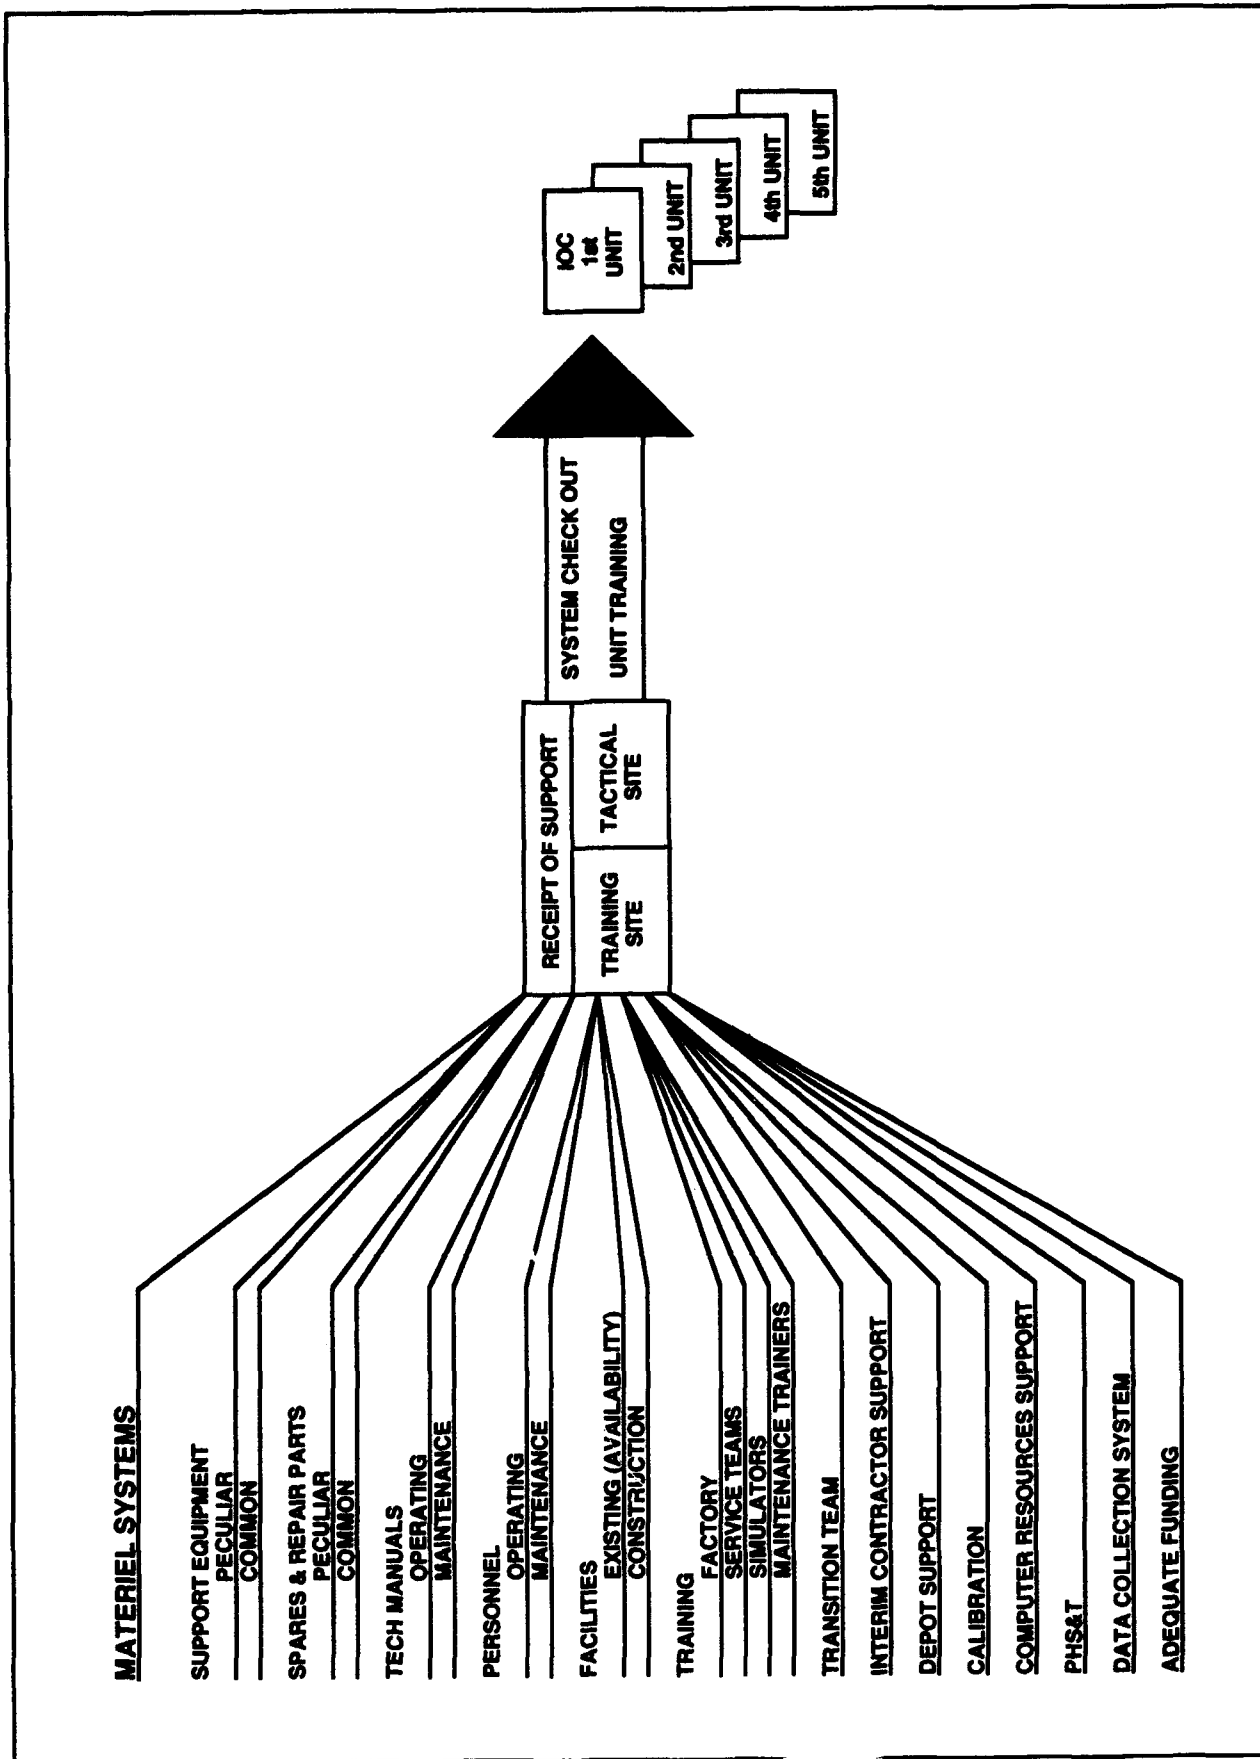 MATERIEL SYSTEMS
SUPPORT EQUIPMENT
PECULIAR
COMMON
SPARES & REPAIR PARTS
PECULIAR
COMMON
TECH MANUALS
OPERATING
MAINTENANCE
PERSONNEL
OPERATING
MAINTENANCE
FACILITIES
EXISTING (AVAILABILITY)
CONSTRUCTION
TRAINING
FACTORY
SERVICE TEAMS
SIMULATORS
MAINTENANCE TRAINERS
TRANSITION TEAM
INTERIM CONTRACTOR SUPPORT
DEPOT SUPPORT
CALIBRATION
COMPUTER RESOURCES SUPPORT
PHS&T
DATA COLLECTION SYSTEM
ADEQUATE FUNDING
RECEIPT OF SUPPORT
TRAINING
SITE
TACTICAL
SITE
SYSTEM CHECK OUT
UNIT TRAINING
IOC
1st
UNIT
2nd UNIT
3rd UNIT
4th UNIT
5th UNIT